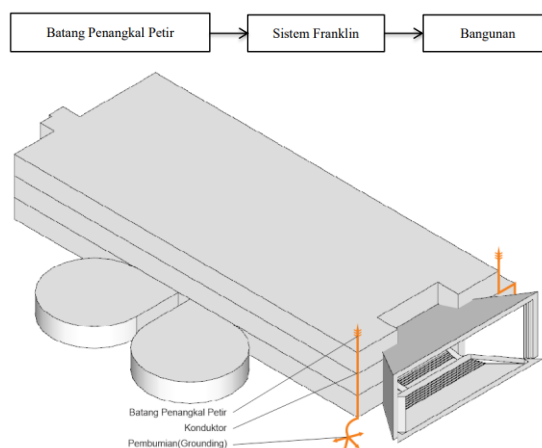 Batang Penangkal Petir
Sistem Franklin
Bangunan
Batang Penangkal Petir
Konduktor
Pembumian(Grounding)